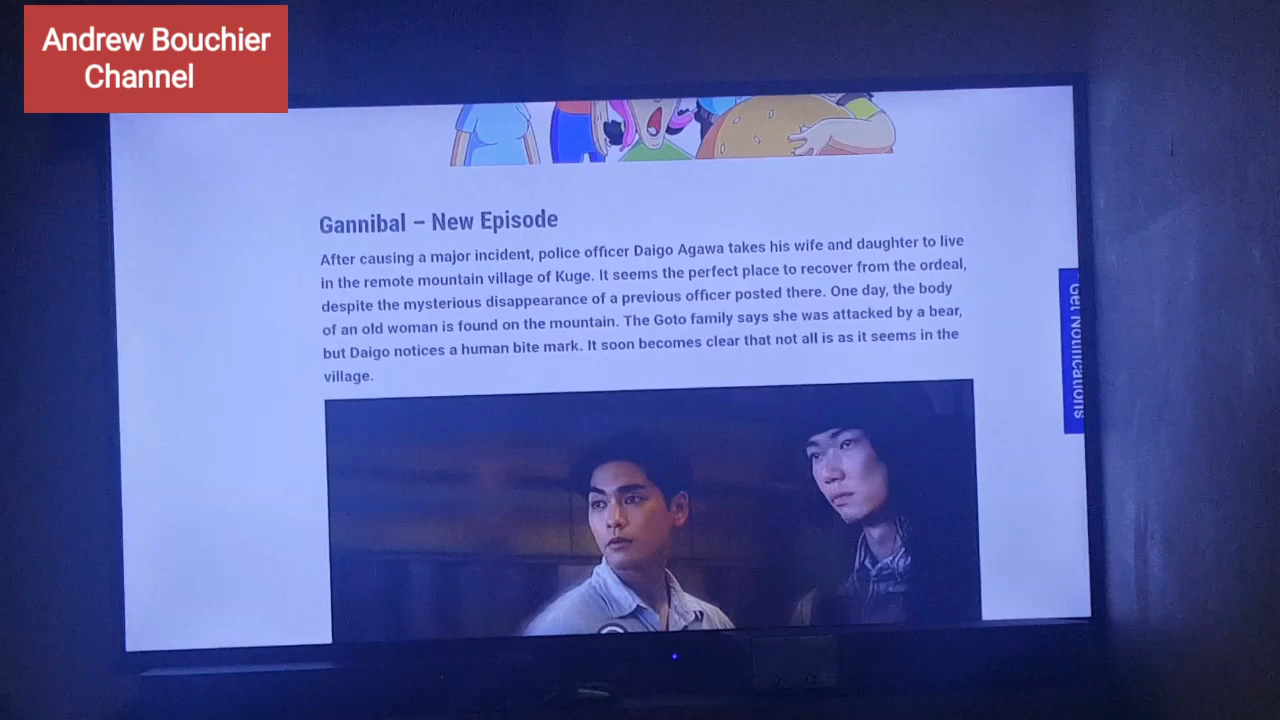 Andrew Bouchier
Channel
Gannibal – New Episode
After causing a major incident, police officer Daigo Agawa takes his wife and daughter to live
in the remote mountain village of Kuge. It seems the perfect place to recover from the ordeal,
despite the mysterious disappearance of a previous officer posted there. One day, the body
of an old woman is found on the mountain. The Goto family says she was attacked by a bear,
but Daigo notices a human bite mark. It soon becomes clear that not all is as it seems in the
village.
Get Notifications